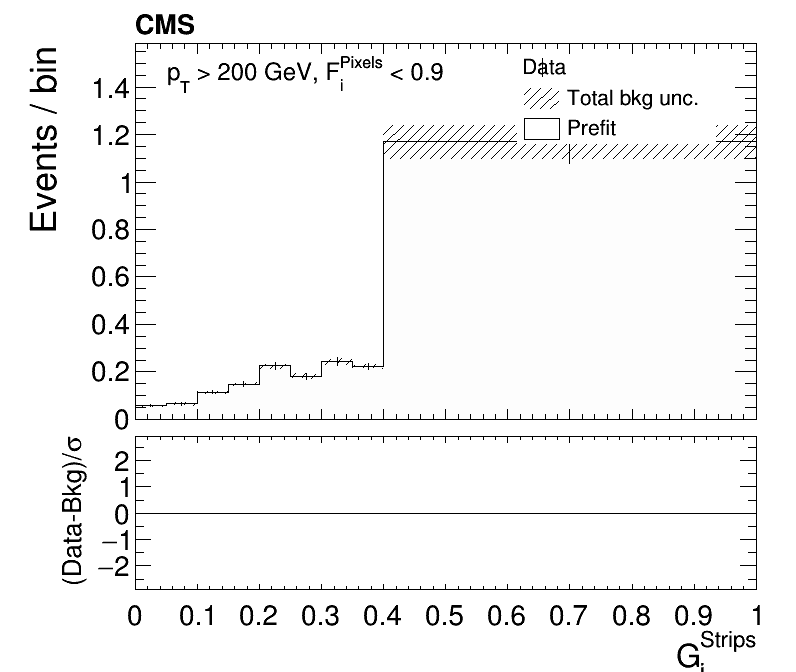 CMS
p_T > 200 GeV, F_i^Pixels < 0.9
Data
Total bkg unc.
Prefit
Events / bin
1.4
1.2
1
0.8
0.6
0.4
0.2
0
(Data-Bkg)/σ
2
1
0
−1
−2
0 0.1 0.2 0.3 0.4 0.5 0.6 0.7 0.8 0.9 1
G_i^Strips